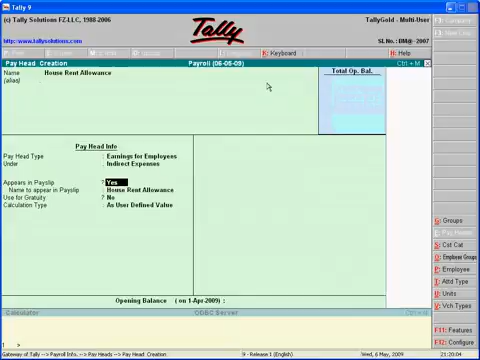 Tally 9
(c) Tally Solutions FZ-LLC, 1988-2006
Tally
TallyGold - Multi-User
http://www.tallysolutions.com
SL No.: DM@-2017
K: Keyboard
H: Help
Pay Head Creation
Payroll (06-05-09)
Ctrl + M
Name : House Rent Allowance
(alias) :
Total Op. Bal.
Pay Head Info
Pay Head Type : Earnings for Employees
Under : Indirect Expenses
Appears in Payslip ? Yes
Name to appear in Payslip : House Rent Allowance
Use for Gratuity ? No
Calculation Type : As User Defined Value
Opening Balance ( on 1-Apr-2009) :
G: Groups
P: Pay Heads
S: Cst Cat
O: Employee Groups
P: Employee
T: Attd Type
U: Units
V: Vch Types
F11: Features
F12: Configure
Calculator
ODBC Server
1 >
Gateway of Tally --> Payroll Info. --> Pay Heads --> Pay Head Creation
9 - Release 1 (English)
Wed, 6 May, 2009
21:20:04